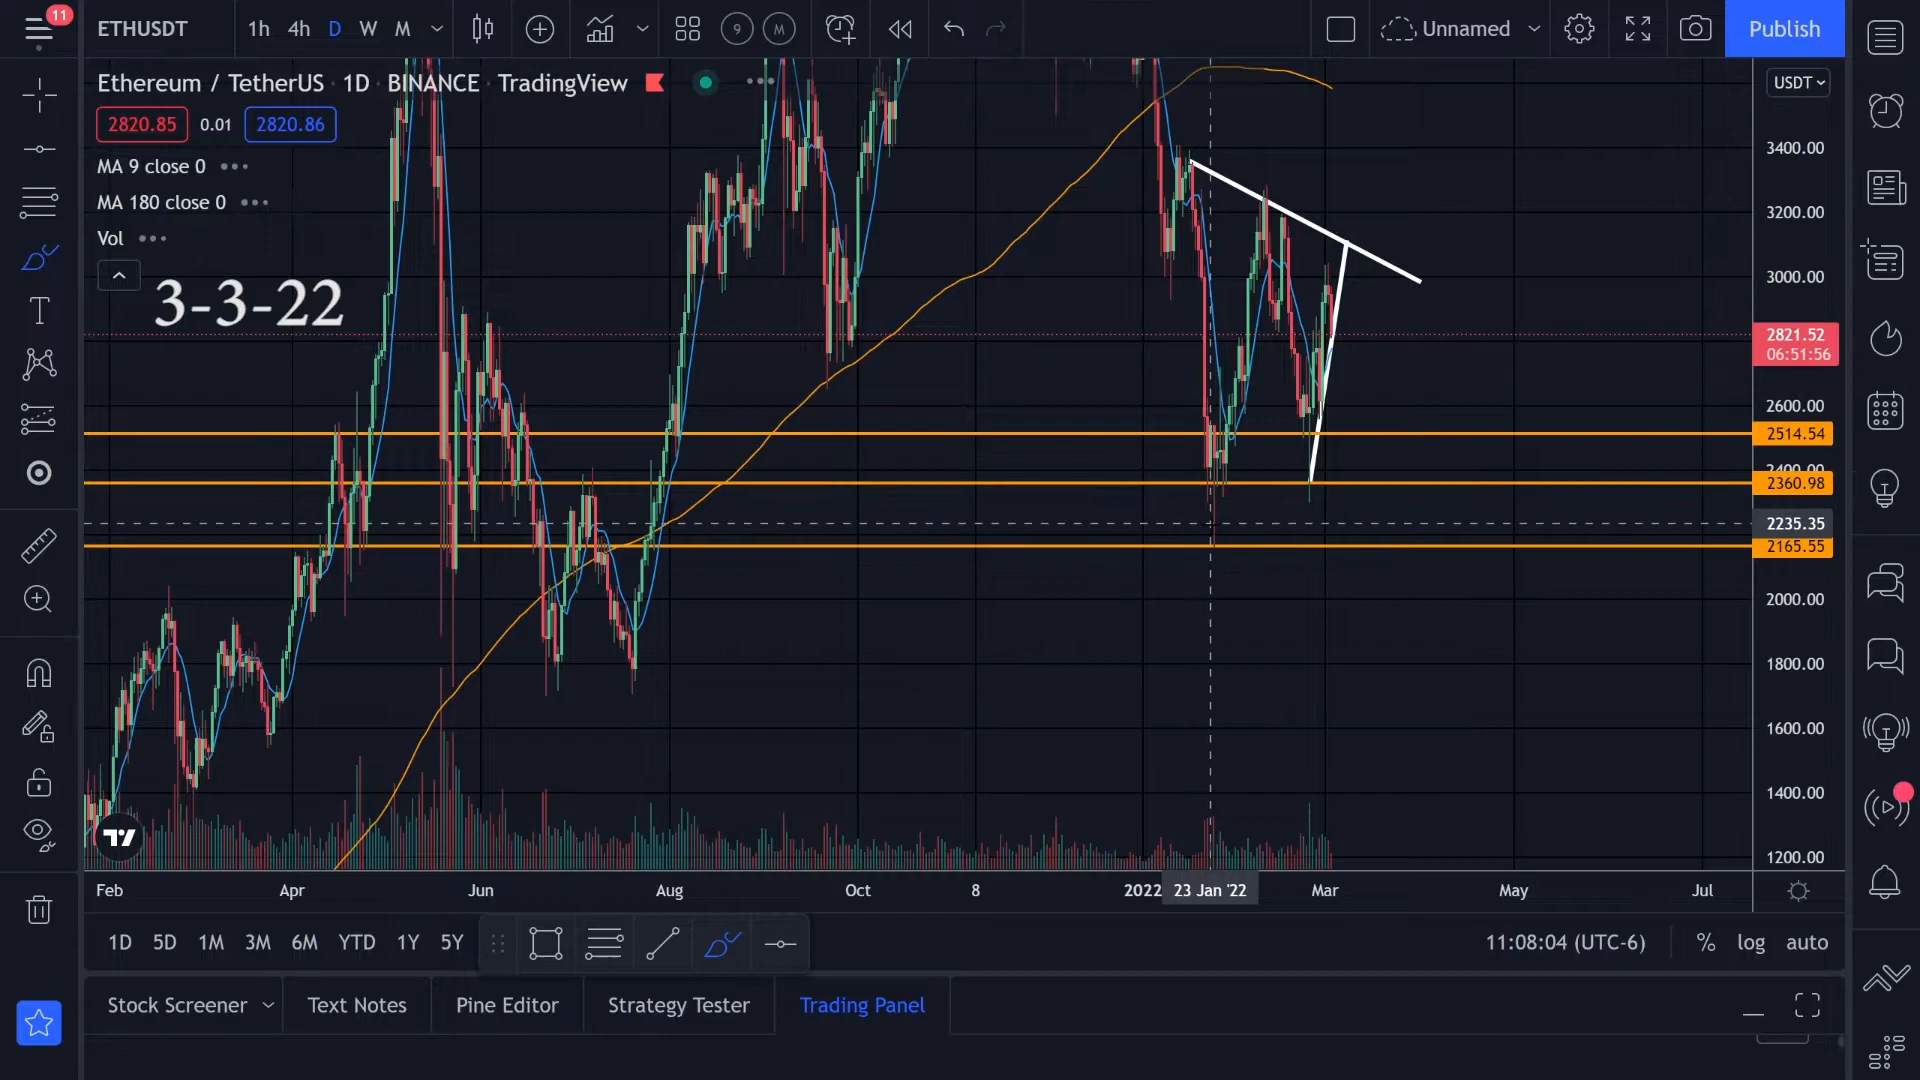 11
ETHUSDT
1h 4h D W M
9 M
Unnamed
Publish
Ethereum / TetherUS · 1D · BINANCE · TradingView
USDT
2820.85 0.01 2820.86
MA 9 close 0
MA 180 close 0
Vol
3-3-22
3400.00
3200.00
3000.00
2821.52
06:51:56
2600.00
2514.54
2400.00
2360.98
2235.35
2165.55
2000.00
1800.00
1600.00
1400.00
1200.00
Feb Apr Jun Aug Oct 8 2022 23 Jan '22 Mar May Jul
1D 5D 1M 3M 6M YTD 1Y 5Y
11:08:04 (UTC-6) % log auto
Stock Screener Text Notes Pine Editor Strategy Tester Trading Panel